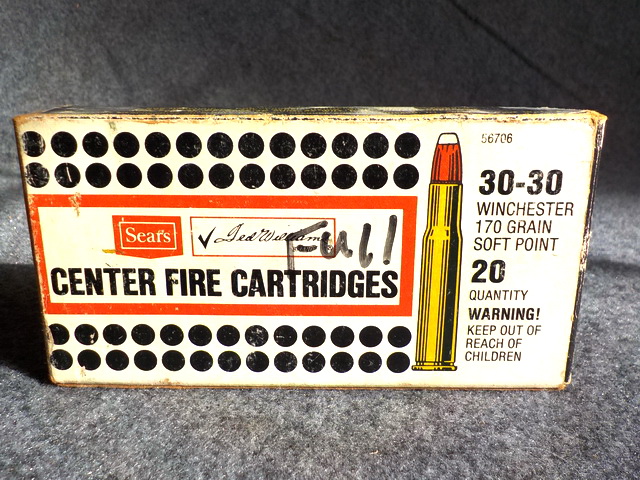 Sears
✓ Ted Williams
Full
CENTER FIRE CARTRIDGES
56706
30-30
WINCHESTER
170 GRAIN
SOFT POINT
20
QUANTITY
WARNING!
KEEP OUT OF
REACH OF
CHILDREN